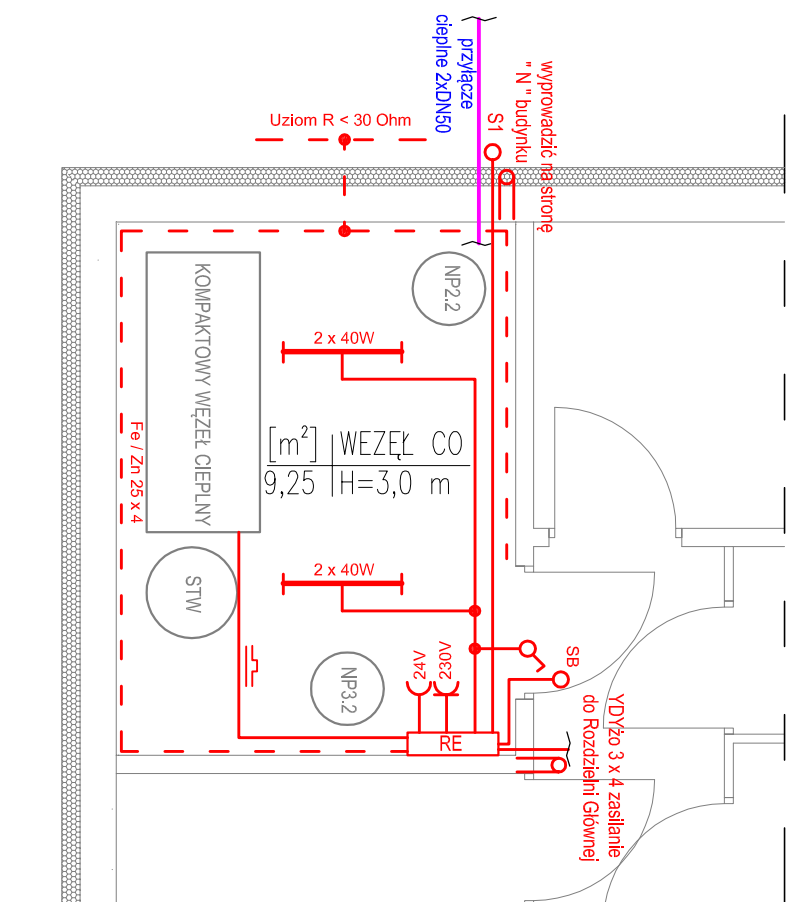 przyłącze
cieplne 2xDN50
wyprowadzić na stronę
" N " budynku
S1
Uziom R < 30 Ohm
KOMPAKTOWY WĘZEŁ CIEPLNY
NP2.2
2 x 40W
[m²] WEZĘŁ CO
9,25 H=3,0 m
Fe / Zn 25 x 4
2 x 40W
STW
NP3.2
24V
230V
SB
RE
YDYżo 3 x 4 zasilanie
do Rozdzielni Głównej